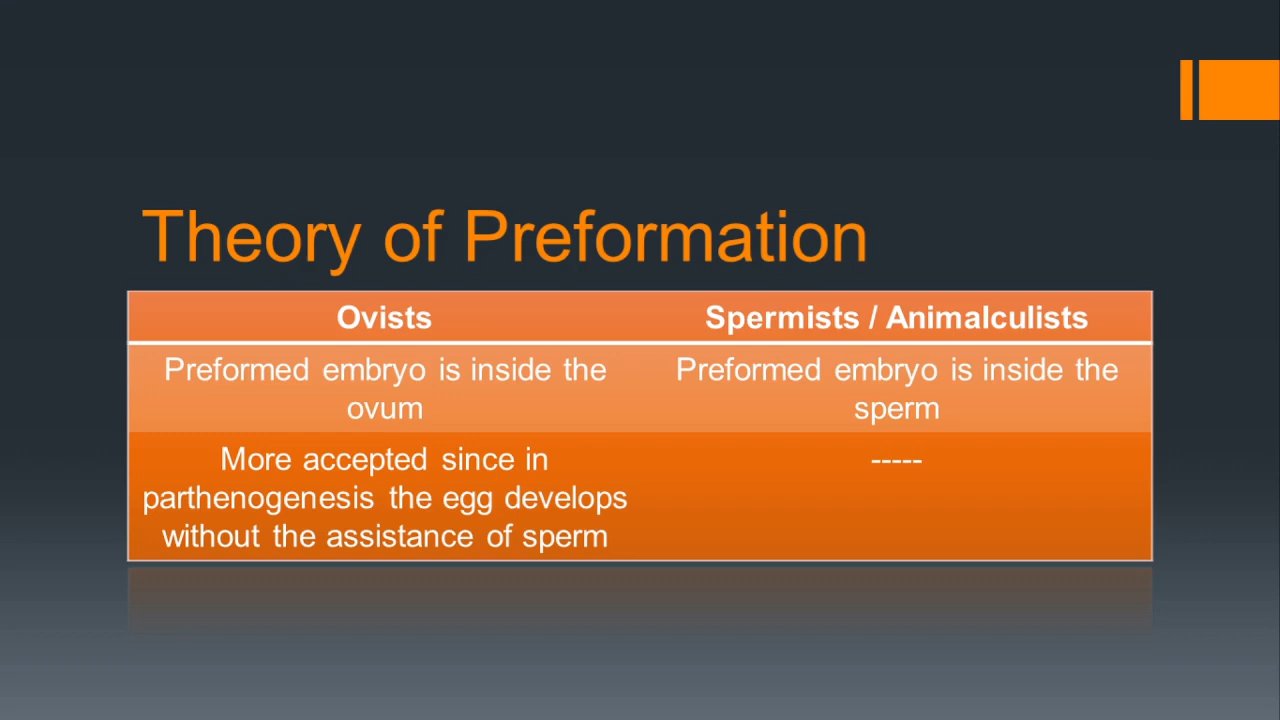 Theory of Preformation
Ovists
Spermists / Animalculists
Preformed embryo is inside the
ovum
Preformed embryo is inside the
sperm
More accepted since in
parthenogenesis the egg develops
without the assistance of sperm
-----